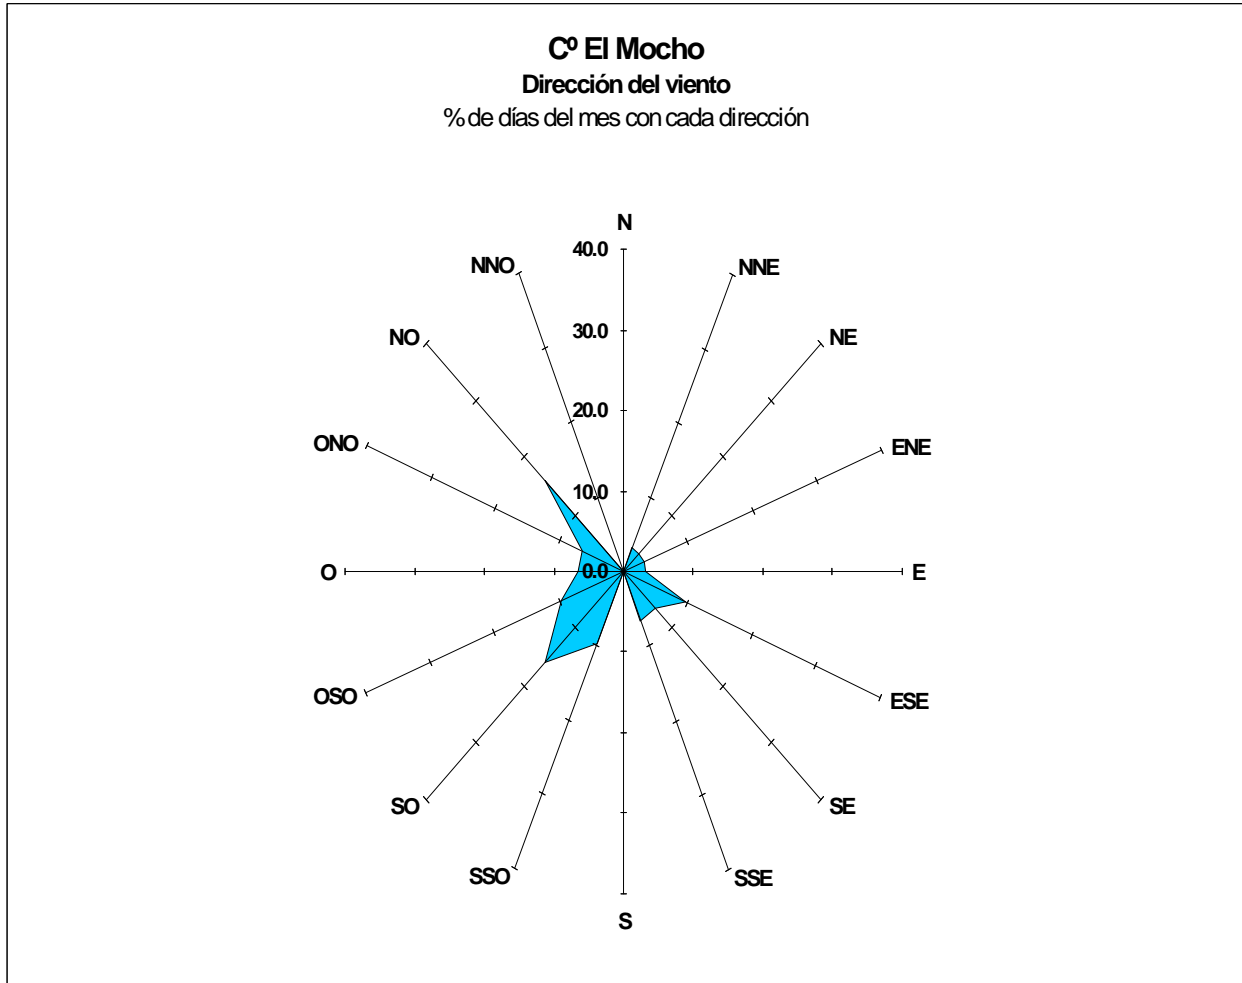 Cº El Mocho
Dirección del viento
% de días del mes con cada dirección
N
40.0
NNO
NNE
30.0
NO
NE
20.0
ONO
ENE
10.0
O
0.0
E
OSO
ESE
SO
SE
SSO
SSE
S